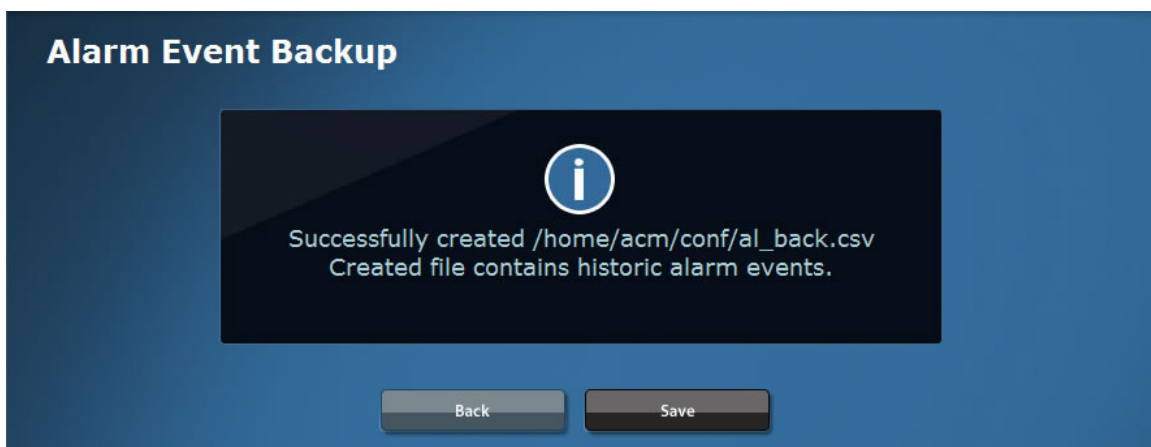 Alarm Event Backup
i
Successfully created /home/acm/conf/al_back.csv
Created file contains historic alarm events.
Back
Save